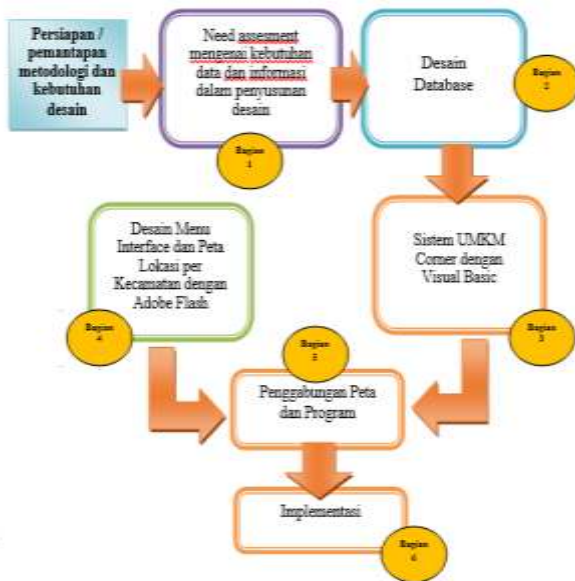 Persiapan /
pemantapan
metodologi dan
kebutuhan
desain
Need assesment
mengenai kebutuhan
data dan informasi
dalam penyusunan
desain
Bagian
1
Desain
Database
Bagian
2
Desain Menu
Interface dan Peta
Lokasi per
Kecamatan dengan
Adobe Flash
Bagian
4
Sistem UMKM
Corner dengan
Visual Basic
Bagian
3
Bagian
5
Penggabungan Peta
dan Program
Implementasi
Bagian
6